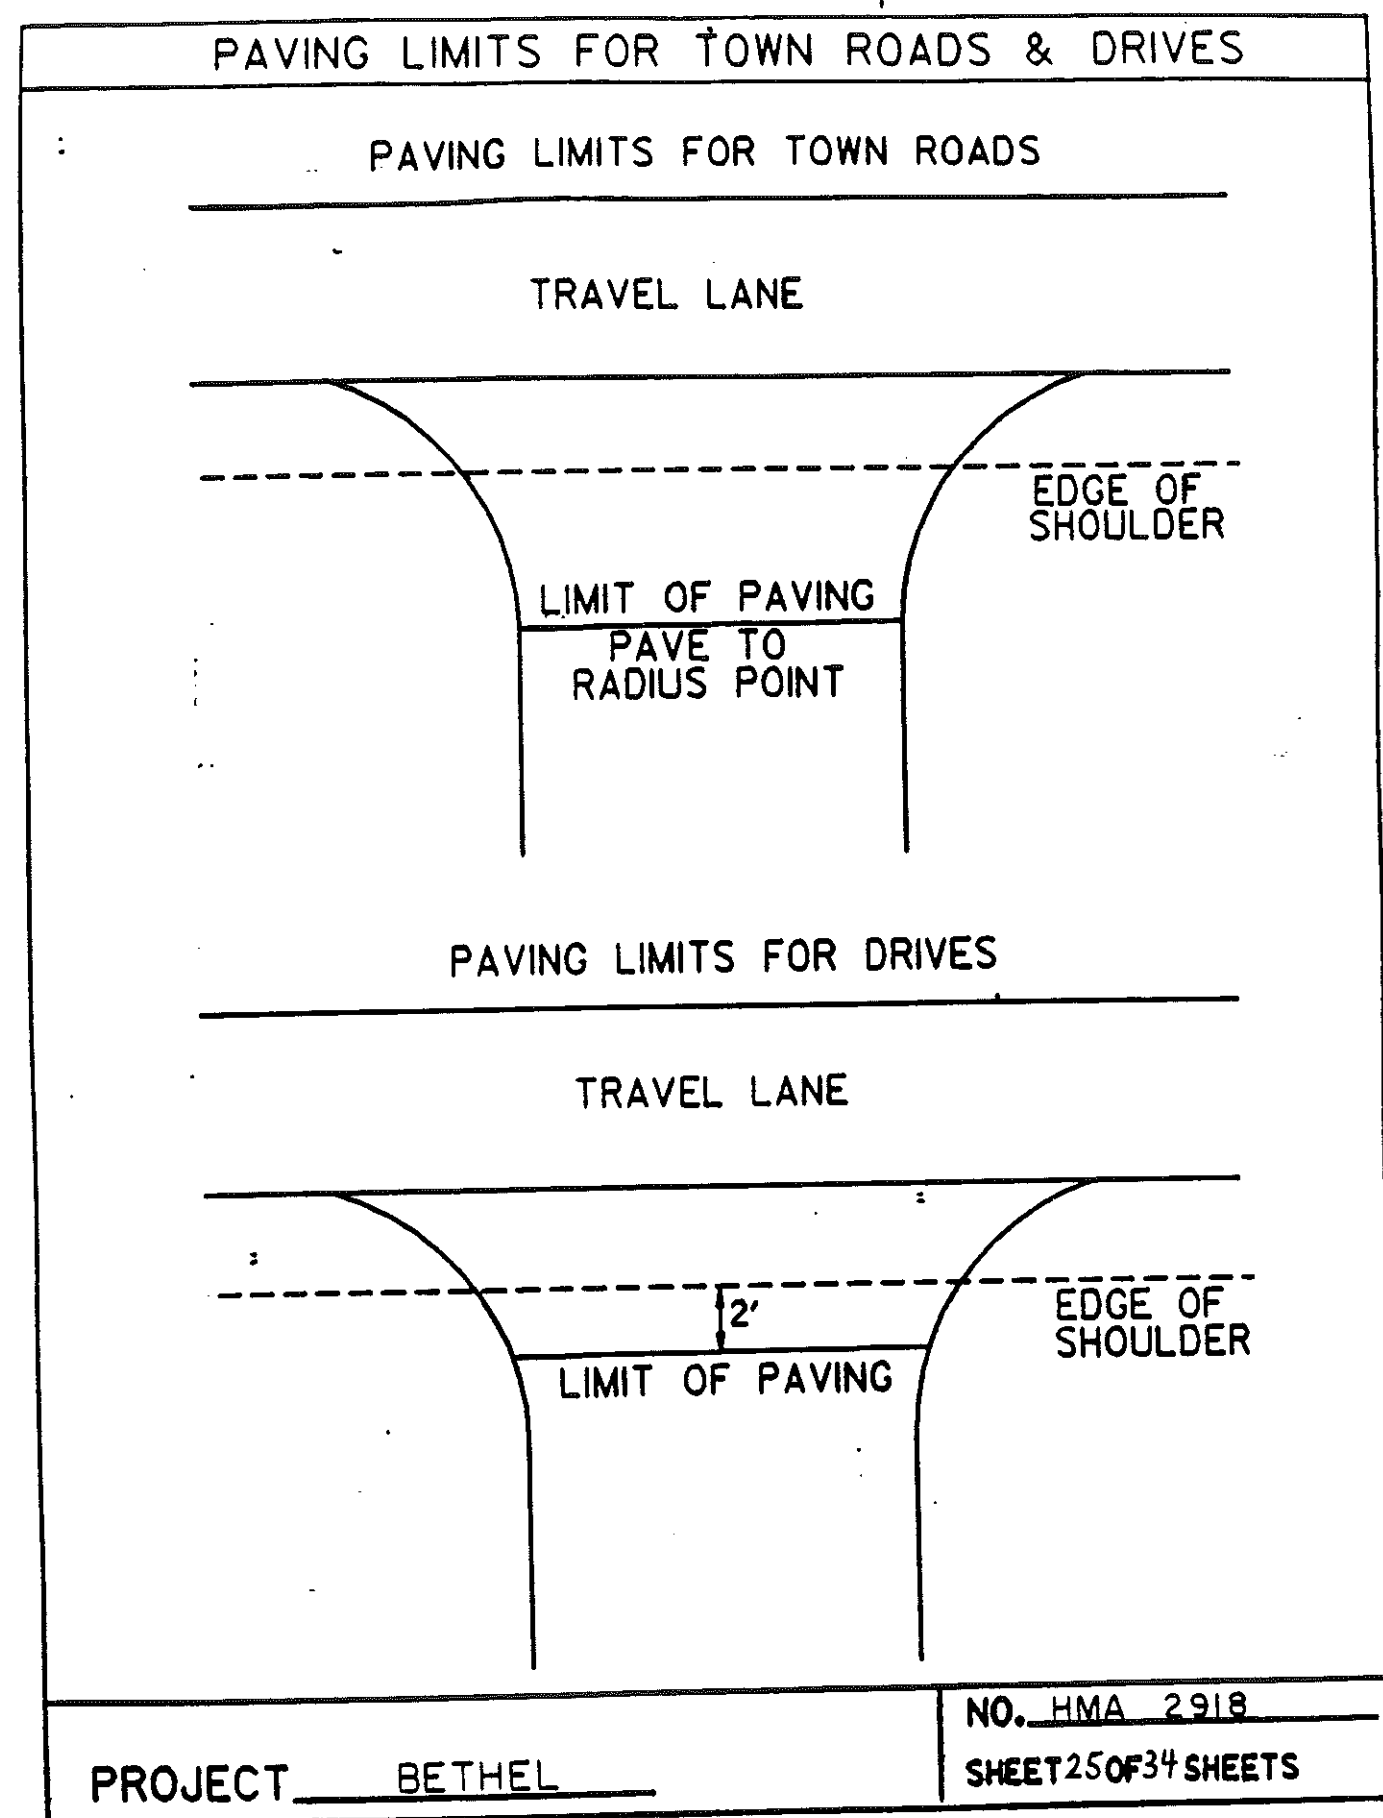 PAVING LIMITS FOR TOWN ROADS & DRIVES
PAVING LIMITS FOR TOWN ROADS
TRAVEL LANE
EDGE OF
SHOULDER
LIMIT OF PAVING
PAVE TO
RADIUS POINT
PAVING LIMITS FOR DRIVES
TRAVEL LANE
2'
EDGE OF
SHOULDER
LIMIT OF PAVING
NO. HMA 2918
PROJECT BETHEL
SHEET 25 OF 34 SHEETS